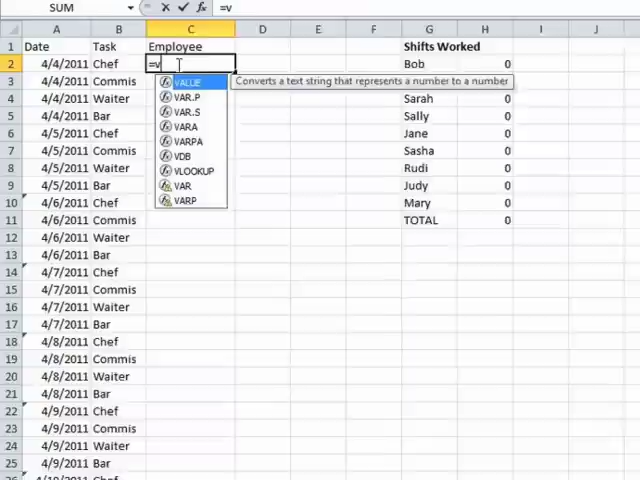 SUM =v
A B C D E F G H I J
1 Date Task Employee Shifts Worked
2 4/4/2011 Chef =v Bob 0
VALUE Converts a text string that represents a number to a number
3 4/4/2011 Commis
VAR.P
4 4/4/2011 Waiter Sarah 0
VAR.S
5 4/4/2011 Bar Sally 0
VARA
6 4/5/2011 Chef Jane 0
VARPA
7 4/5/2011 Commis Sasha 0
VDB
8 4/5/2011 Waiter Rudi 0
VLOOKUP
9 4/5/2011 Bar Judy 0
VAR
10 4/6/2011 Chef Mary 0
VARP
11 4/6/2011 Commis TOTAL 0
12 4/6/2011 Waiter
13 4/6/2011 Bar
14 4/7/2011 Chef
15 4/7/2011 Commis
16 4/7/2011 Waiter
17 4/7/2011 Bar
18 4/8/2011 Chef
19 4/8/2011 Commis
20 4/8/2011 Waiter
21 4/8/2011 Bar
22 4/9/2011 Chef
23 4/9/2011 Commis
24 4/9/2011 Waiter
25 4/9/2011 Bar
26 4/10/2011 Chef